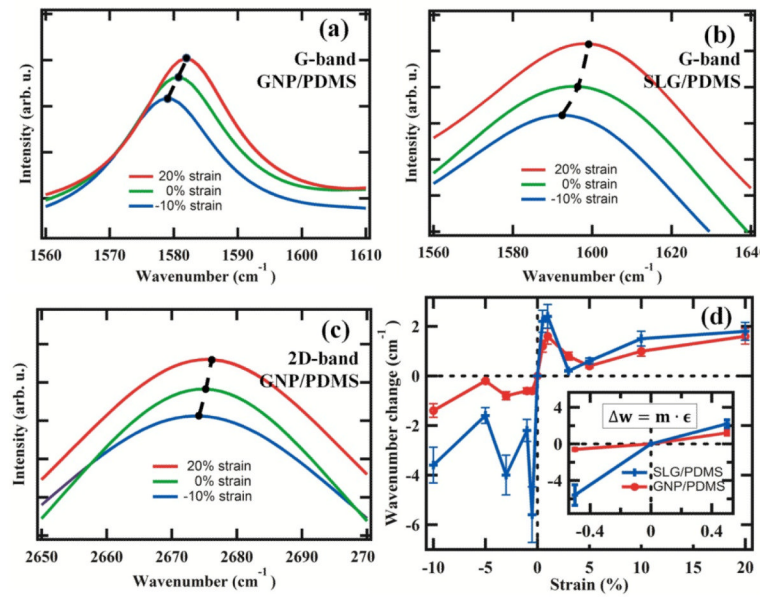 (a)
G-band
GNP/PDMS
Intensity (arb. u.)
20% strain
0% strain
-10% strain
1560 1570 1580 1590 1600 1610
Wavenumber (cm-1)
(b)
G-band
SLG/PDMS
Intensity (arb. u.)
20% strain
0% strain
-10% strain
1560 1580 1600 1620 1640
Wavenumber (cm-1)
(c)
2D-band
GNP/PDMS
Intensity (arb. u.)
20% strain
0% strain
-10% strain
2650 2660 2670 2680 2690 270
Wavenumber (cm-1)
(d)
Wavenumber change (cm-1)
2
0
-2
-4
-6
-10 -5 0 5 10 15 20
Strain (%)
Δw = m · ϵ
4
0
-4
SLG/PDMS
GNP/PDMS
-0.4 0 0.4